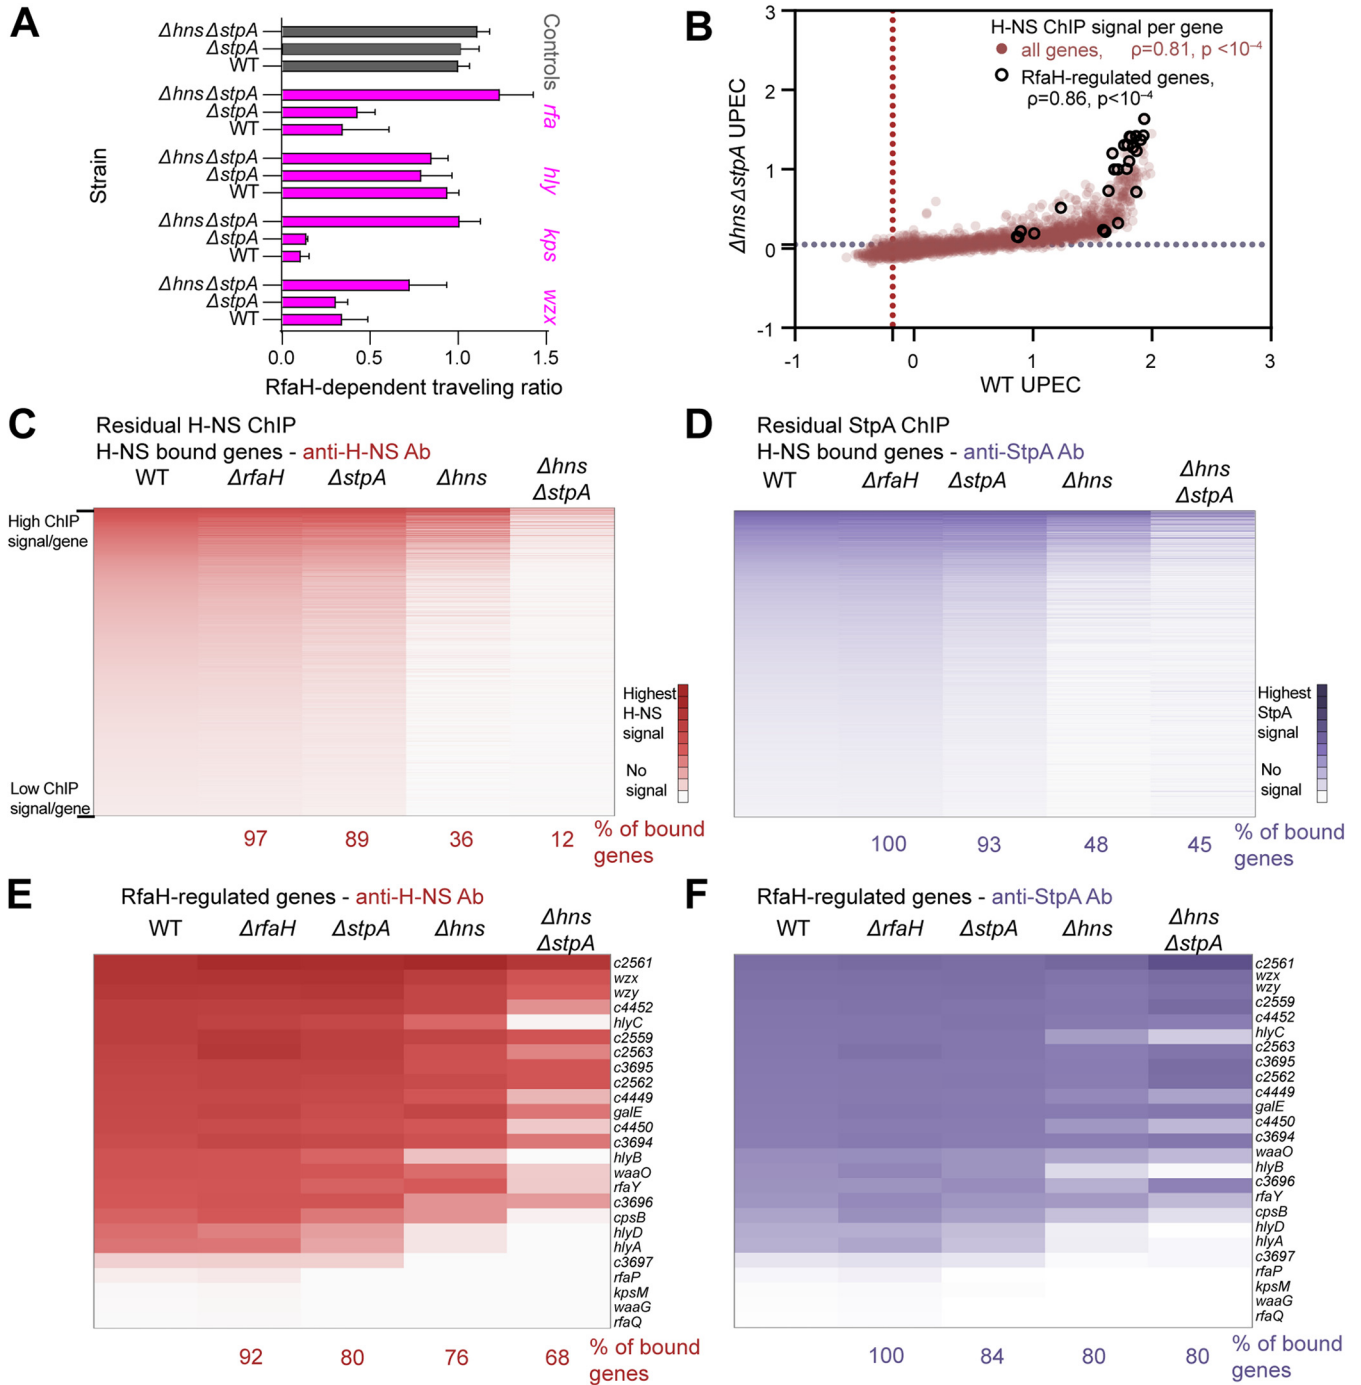 A
Strain
ΔhnsΔstpA
ΔstpA
WT
ΔhnsΔstpA
ΔstpA
WT
ΔhnsΔstpA
ΔstpA
WT
ΔhnsΔstpA
ΔstpA
WT
ΔhnsΔstpA
ΔstpA
WT
Controls
rfa
hly
kps
wzx
0.0
0.5
1.0
1.5
RfaH-dependent traveling ratio
B
ΔhnsΔstpA UPEC
3
2
1
0
-1
H-NS ChIP signal per gene
all genes, ρ=0.81, p <10⁻⁴
RfaH-regulated genes,
ρ=0.86, p<10⁻⁴
-1
0
1
2
3
WT UPEC
C
Residual H-NS ChIP
H-NS bound genes - anti-H-NS Ab
WT
ΔrfaH
ΔstpA
Δhns
Δhns
ΔstpA
High ChIP
signal/gene
Low ChIP
signal/gene
Highest
H-NS
signal
No
signal
97
89
36
12
% of bound
genes
D
Residual StpA ChIP
H-NS bound genes - anti-StpA Ab
WT
ΔrfaH
ΔstpA
Δhns
Δhns
ΔstpA
Highest
StpA
signal
No
signal
100
93
48
45
% of bound
genes
E
RfaH-regulated genes - anti-H-NS Ab
WT
ΔrfaH
ΔstpA
Δhns
Δhns
ΔstpA
c2561
wzx
wzy
c4452
hlyC
c2559
c2563
c3695
c2562
c4449
galE
c4450
c3694
hlyB
waaO
rfaY
c3696
cpsB
hlyD
hlyA
c3697
rfaP
kpsM
waaG
rfaQ
92
80
76
68
% of bound
genes
F
RfaH-regulated genes - anti-StpA Ab
WT
ΔrfaH
ΔstpA
Δhns
Δhns
ΔstpA
c2561
wzx
wzy
c2559
c4452
hlyC
c2563
c3695
c2562
c4449
galE
c4450
c3694
waaO
hlyB
c3696
rfaY
cpsB
hlyD
hlyA
c3697
rfaP
kpsM
waaG
rfaQ
100
84
80
80
% of bound
genes